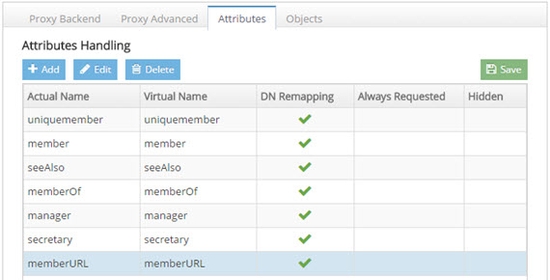 Proxy Backend Proxy Advanced Attributes Objects
Attributes Handling
Add Edit Delete Save
Actual Name Virtual Name DN Remapping Always Requested Hidden
uniquemember uniquemember
member member
seeAlso seeAlso
memberOf memberOf
manager manager
secretary secretary
memberURL memberURL